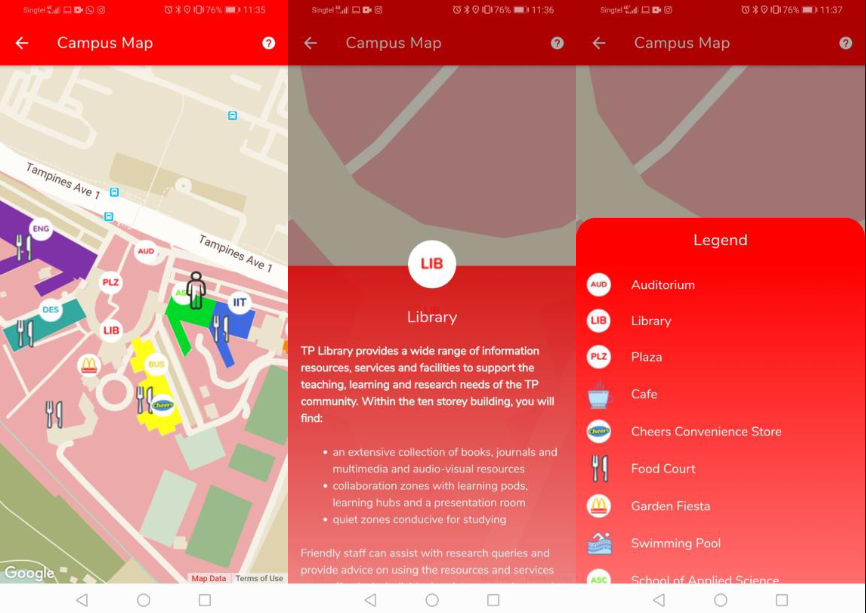 Singtel 76% 11:35
Campus Map
Tampines Ave 1
Tampines Ave 1
ENG
AUD
PLZ
AS
IIT
DES
LIB
BUS
Cheers
Google
Map Data
Terms of Use
Singtel 76% 11:36
Campus Map
LIB
Library
TP Library provides a wide range of information
resources, services and facilities to support the
teaching, learning and research needs of the TP
community. Within the ten storey building, you will
find:
• an extensive collection of books, journals and
multimedia and audio-visual resources
• collaboration zones with learning pods,
learning hubs and a presentation room
• quiet zones conducive for studying
Friendly staff can assist with research queries and
provide advice on using the resources and services
Singtel 76% 11:37
Campus Map
Legend
AUD Auditorium
LIB Library
PLZ Plaza
Cafe
Cheers Cheers Convenience Store
Food Court
Garden Fiesta
Swimming Pool
ASC School of Applied Science